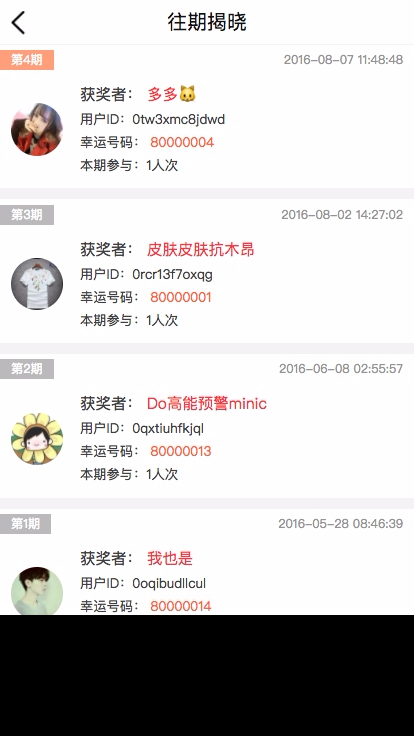 往期揭晓
第4期 2016-08-07 11:48:48
获奖者： 多多🐱
用户ID：0tw3xmc8jdwd
幸运号码： 80000004
本期参与：1人次
第3期 2016-08-02 14:27:02
获奖者： 皮肤皮肤抗木昂
用户ID：0rcr13f7oxqg
幸运号码： 80000001
本期参与：1人次
第2期 2016-06-08 02:55:57
获奖者： Do高能预警minic
用户ID：0qxtiuhfkjql
幸运号码： 80000013
本期参与：1人次
第1期 2016-05-28 08:46:39
获奖者： 我也是
用户ID：0oqibudllcul
幸运号码： 80000014